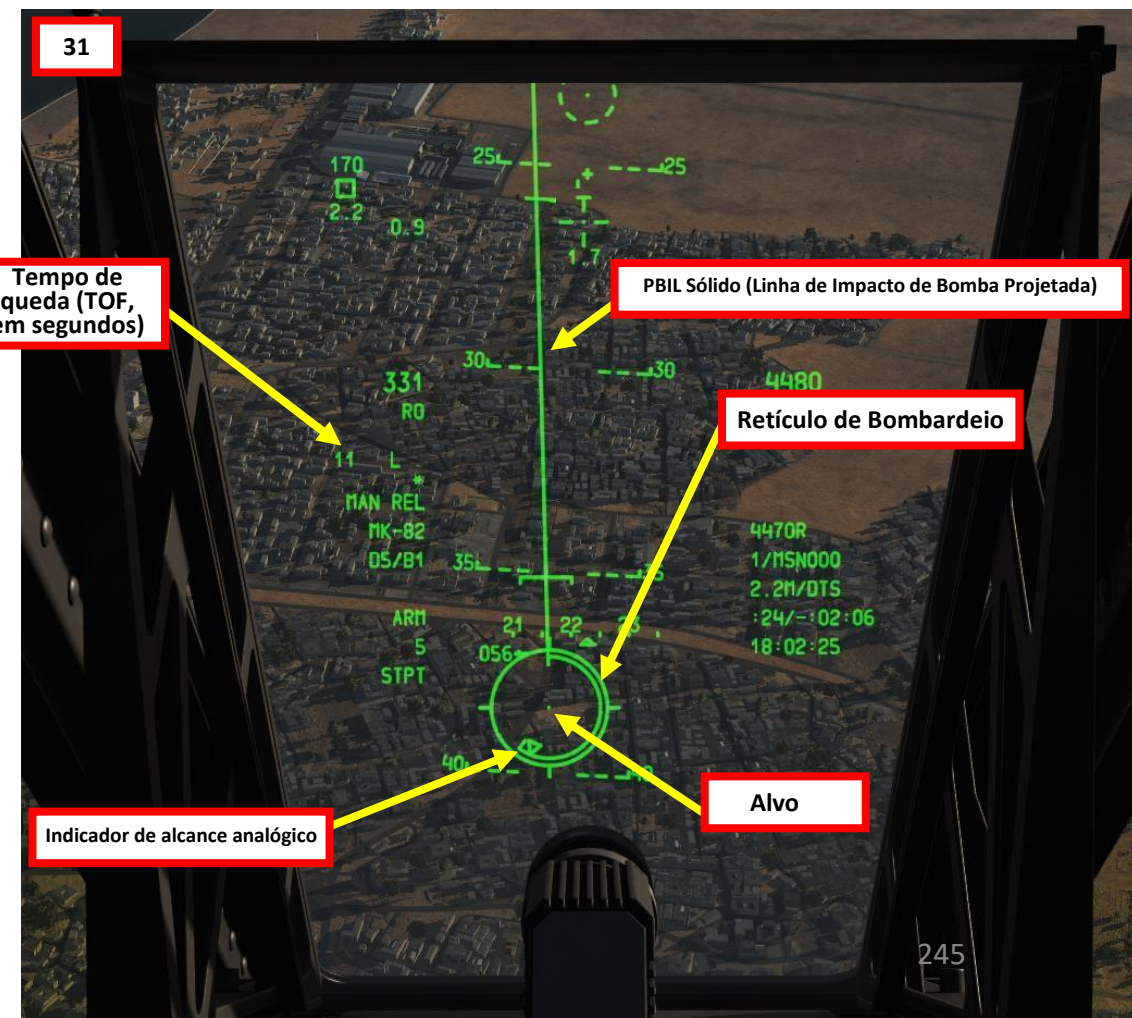 31
170
2.2
0.9
25
25
1.7
Tempo de
queda (TOF,
em segundos)
PBIL Sólido (Linha de Impacto de Bomba Projetada)
30
30
331
4480
RO
Retículo de Bombardeio
11 L
*
MAN REL
MK-82
D5/B1
35
4470R
1/MSN000
2.2M/DTS
:24/-:02:06
18:02:25
ARM
5
STPT
21 22 23
056
40
40
Alvo
Indicador de alcance analógico
245